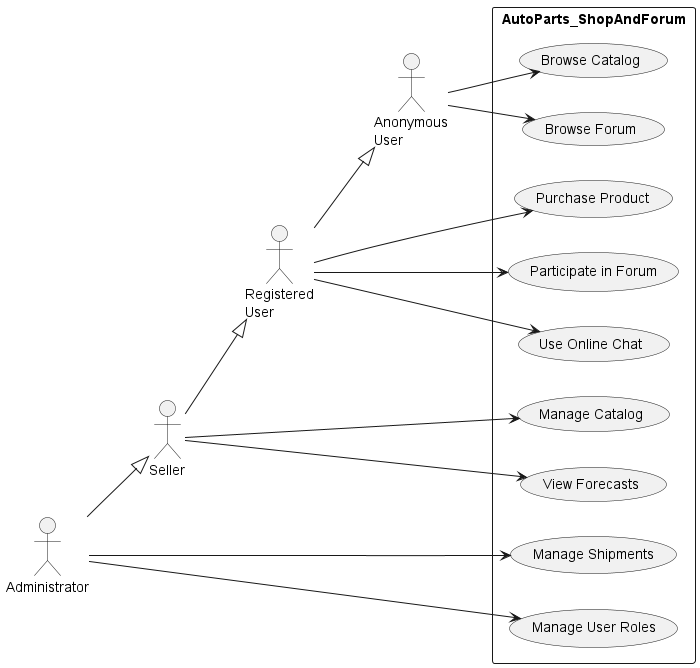 AutoParts_ShopAndForum
Browse Catalog
Anonymous
User
Browse Forum
Purchase Product
Participate in Forum
Registered
User
Use Online Chat
Manage Catalog
Seller
View Forecasts
Manage Shipments
Administrator
Manage User Roles